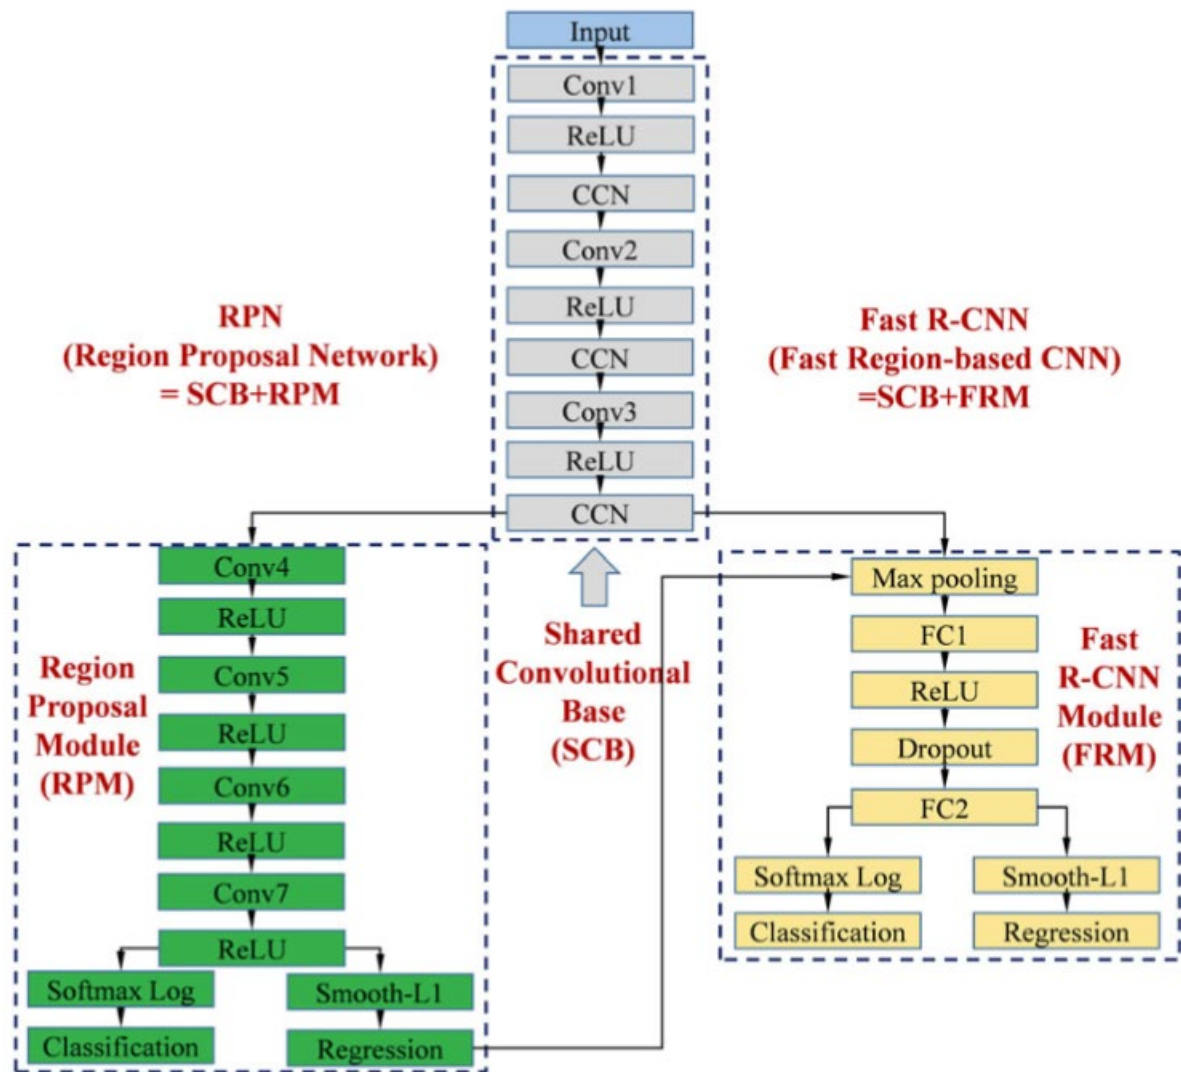 Input
Conv1
ReLU
CCN
Conv2
ReLU
CCN
Conv3
ReLU
CCN
RPN
(Region Proposal Network)
= SCB+RPM
Fast R-CNN
(Fast Region-based CNN)
=SCB+FRM
Shared
Convolutional
Base
(SCB)
Region
Proposal
Module
(RPM)
Conv4
ReLU
Conv5
ReLU
Conv6
ReLU
Conv7
ReLU
Softmax Log
Smooth-L1
Classification
Regression
Max pooling
FC1
ReLU
Dropout
FC2
Softmax Log
Smooth-L1
Classification
Regression
Fast
R-CNN
Module
(FRM)